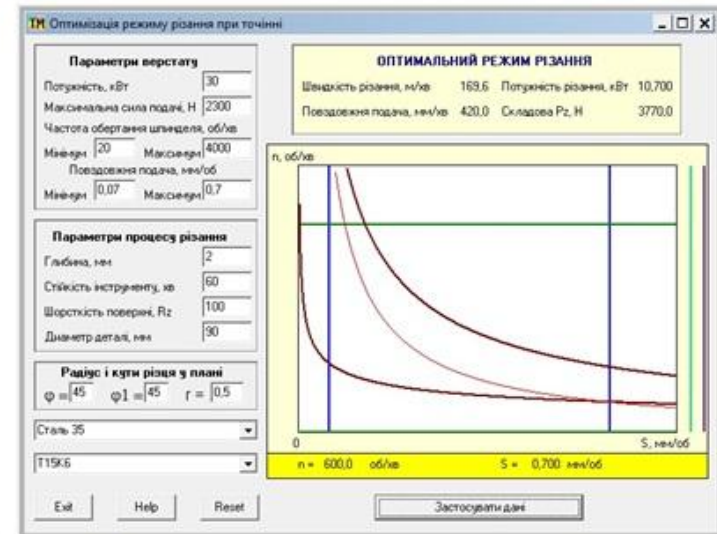 Оптимізація режиму різання при точінні
Параметри верстату
Потужність, кВт 30
Максимальна сила подачі, Н 2300
Частота обертання шпинделя, об/хв
Мінімум 20 Максимум 4000
Повздовжня подача, мм/об
Мінімум 0,07 Максимум 0,7
Параметри процесу різання
Глибина, мм 2
Стійкість інструменту, хв 60
Шорсткість поверхні, Rz 100
Диаметр деталі, мм 90
Радіус і кути різця у плані
φ = 45 φ1 = 45 r = 0,5
Сталь 35
Т15К6
Exit Help Reset
ОПТИМАЛЬНИЙ РЕЖИМ РІЗАННЯ
Швидкість різання, м/хв 169,6 Потужність різання, кВт 10,700
Повздовжня подача, мм/хв 420,0 Складова Pz, Н 3770,0
n, об/хв
0 S, мм/об
n = 600,0 об/хв S = 0,700 мм/об
Застосувати дані